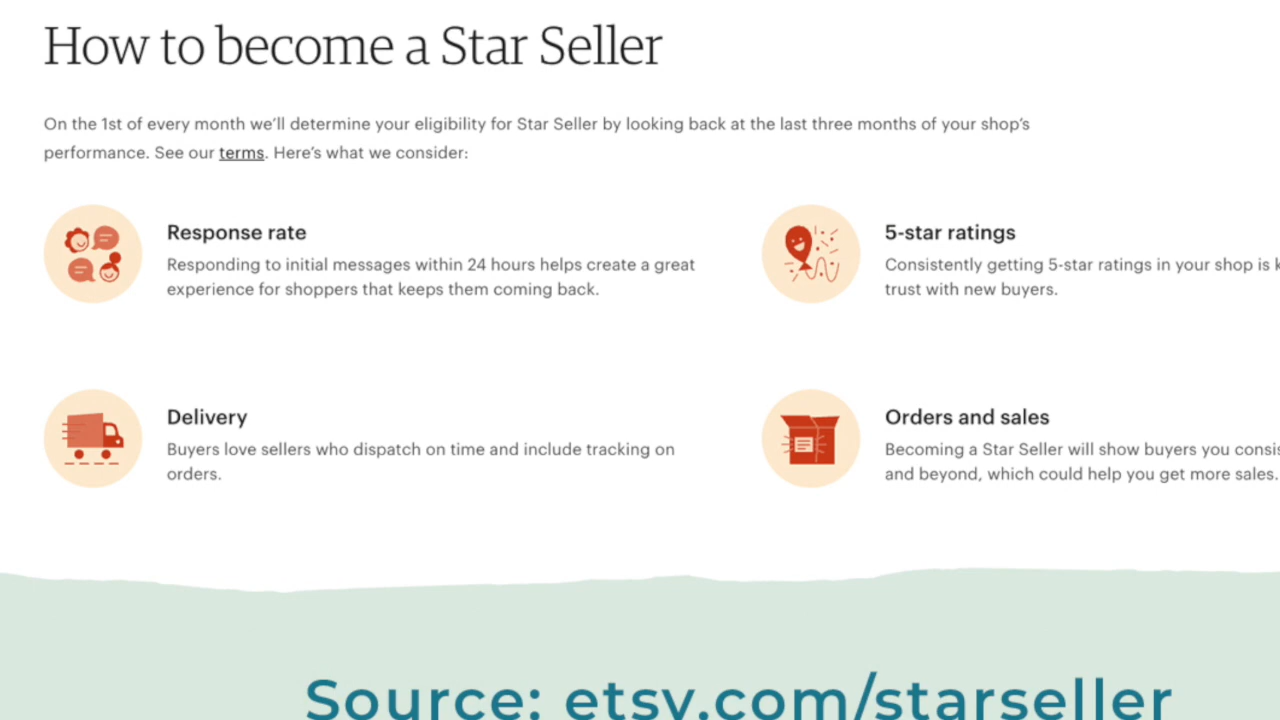 How to become a Star Seller
On the 1st of every month we'll determine your eligibility for Star Seller by looking back at the last three months of your shop's
performance. See our terms. Here's what we consider:
Response rate
Responding to initial messages within 24 hours helps create a great
experience for shoppers that keeps them coming back.
5-star ratings
Consistently getting 5-star ratings in your shop is
trust with new buyers.
Delivery
Buyers love sellers who dispatch on time and include tracking on
orders.
Orders and sales
Becoming a Star Seller will show buyers you
and beyond, which could help you get more sales.
Source: etsy.com/starseller